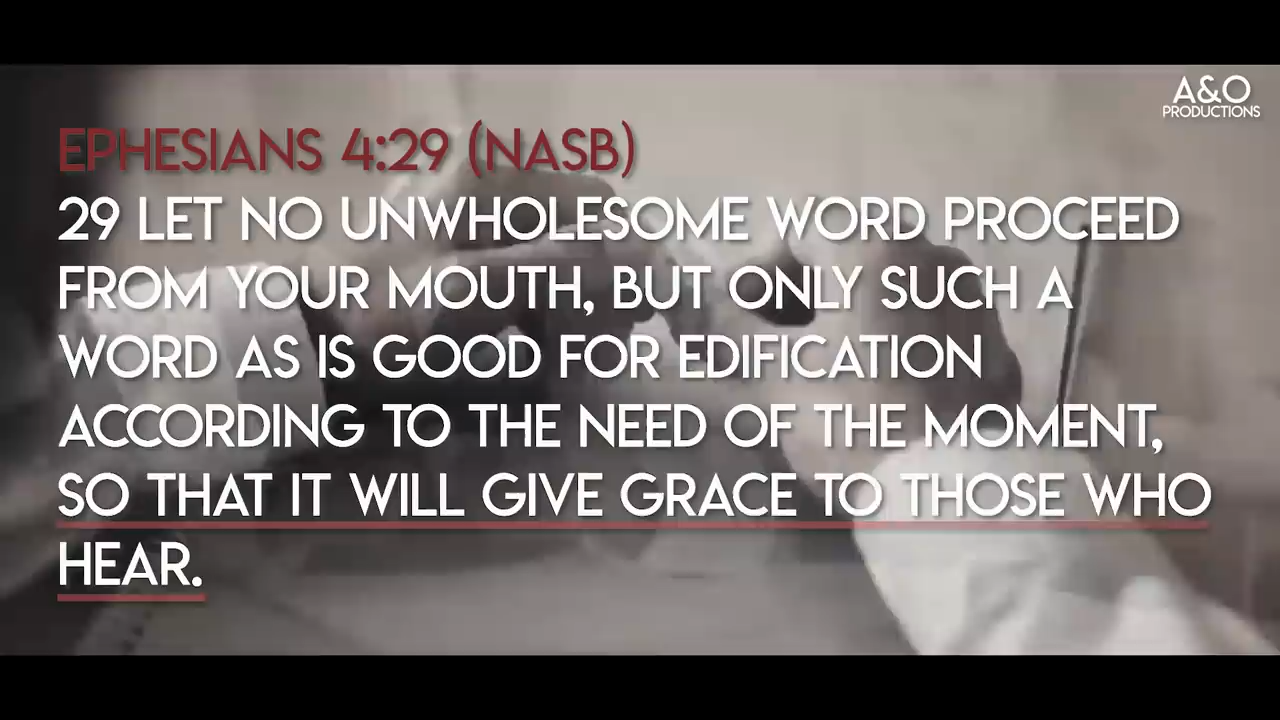 A&O
PRODUCTIONS
EPHESIANS 4:29 (NASB)
29 LET NO UNWHOLESOME WORD PROCEED
FROM YOUR MOUTH, BUT ONLY SUCH A
WORD AS IS GOOD FOR EDIFICATION
ACCORDING TO THE NEED OF THE MOMENT,
SO THAT IT WILL GIVE GRACE TO THOSE WHO
HEAR.